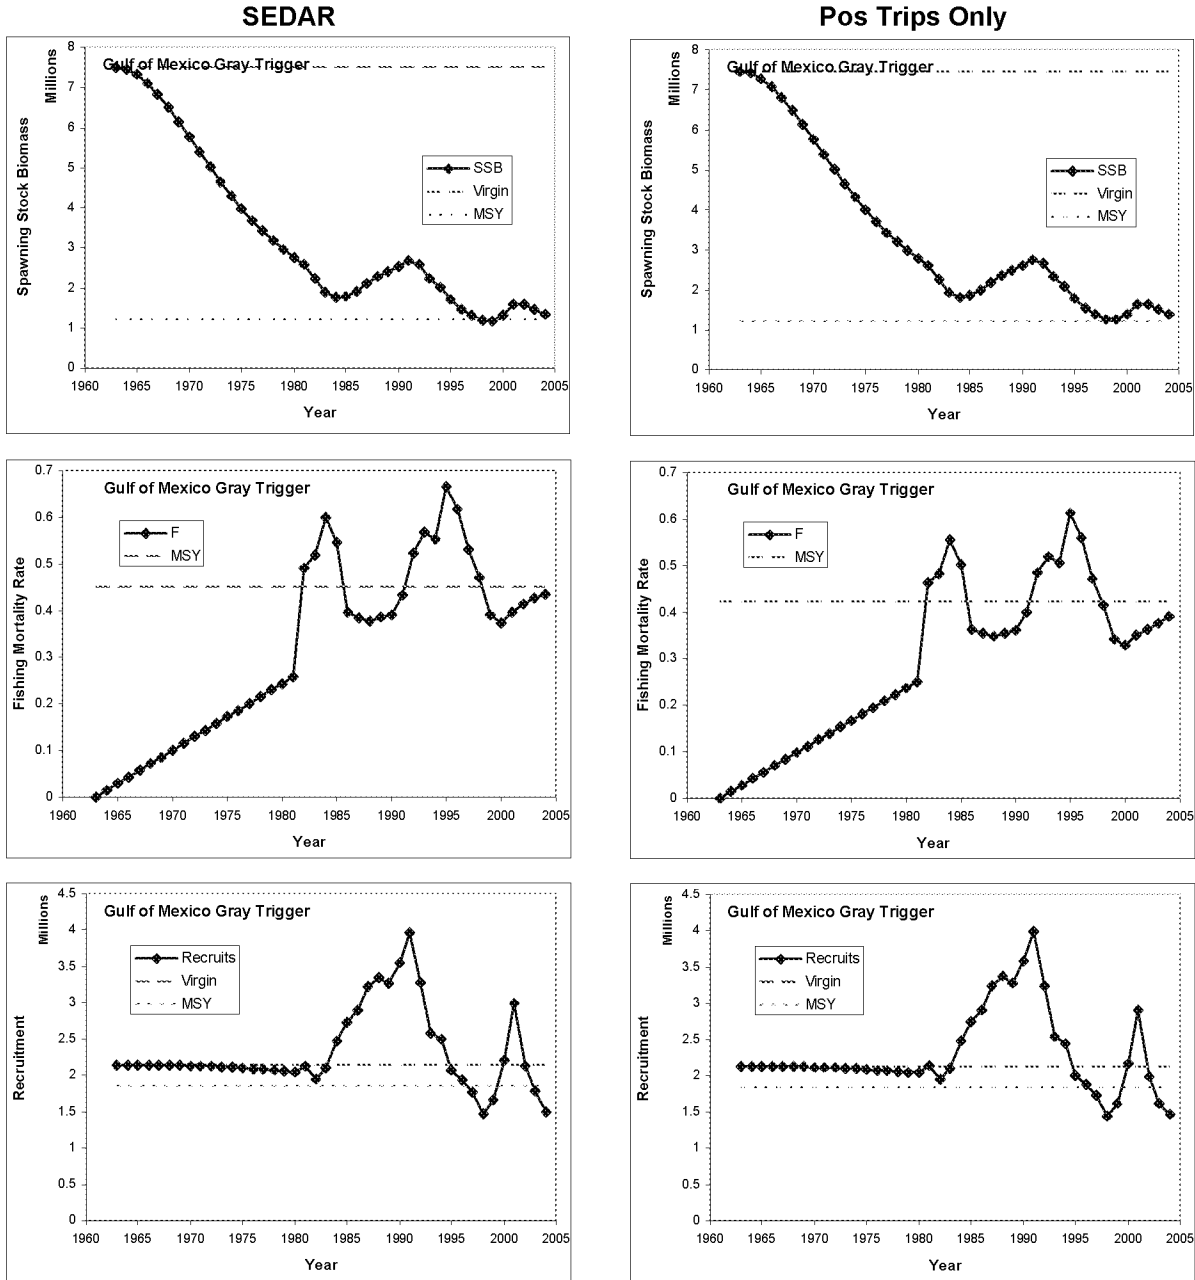 SEDAR
Pos Trips Only
Gulf of Mexico Gray Trigger
Millions
Spawning Stock Biomass
8
7
6
5
4
3
2
1
0
SSB
Virgin
MSY
1960 1965 1970 1975 1980 1985 1990 1995 2000 2005
Year
Gulf of Mexico Gray Trigger
Millions
Spawning Stock Biomass
8
7
6
5
4
3
2
1
0
SSB
Virgin
MSY
1960 1965 1970 1975 1980 1985 1990 1995 2000 2005
Year
Gulf of Mexico Gray Trigger
Fishing Mortality Rate
0.7
0.6
0.5
0.4
0.3
0.2
0.1
0
F
MSY
1960 1965 1970 1975 1980 1985 1990 1995 2000 2005
Year
Gulf of Mexico Gray Trigger
Fishing Mortality Rate
0.7
0.6
0.5
0.4
0.3
0.2
0.1
0
F
MSY
1960 1965 1970 1975 1980 1985 1990 1995 2000 2005
Year
Gulf of Mexico Gray Trigger
Millions
Recruitment
4.5
4
3.5
3
2.5
2
1.5
1
0.5
0
Recruits
Virgin
MSY
1960 1965 1970 1975 1980 1985 1990 1995 2000 2005
Year
Gulf of Mexico Gray Trigger
Millions
Recruitment
4.5
4
3.5
3
2.5
2
1.5
1
0.5
0
Recruits
Virgin
MSY
1960 1965 1970 1975 1980 1985 1990 1995 2000 2005
Year